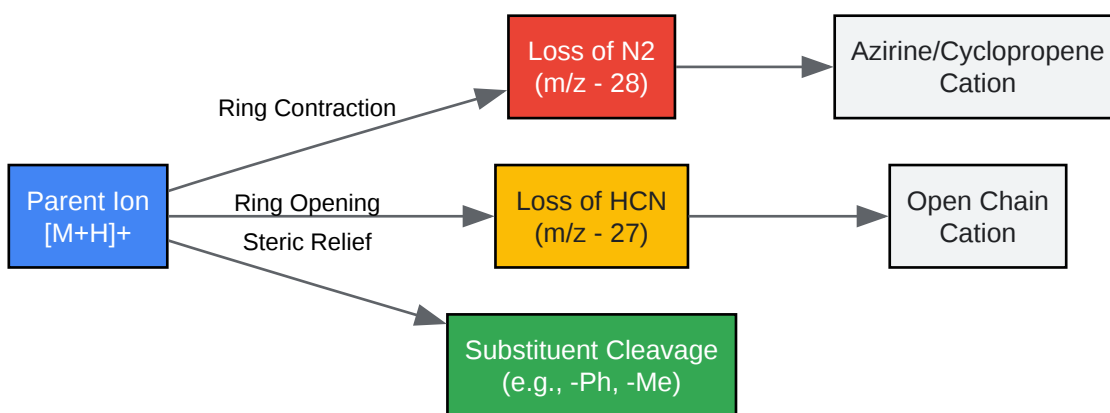 Parent Ion
[M+H]+
Ring Contraction
Loss of N2
(m/z - 28)
Azirine/Cyclopropene
Cation
Ring Opening
Loss of HCN
(m/z - 27)
Open Chain
Cation
Steric Relief
Substituent Cleavage
(e.g., -Ph, -Me)